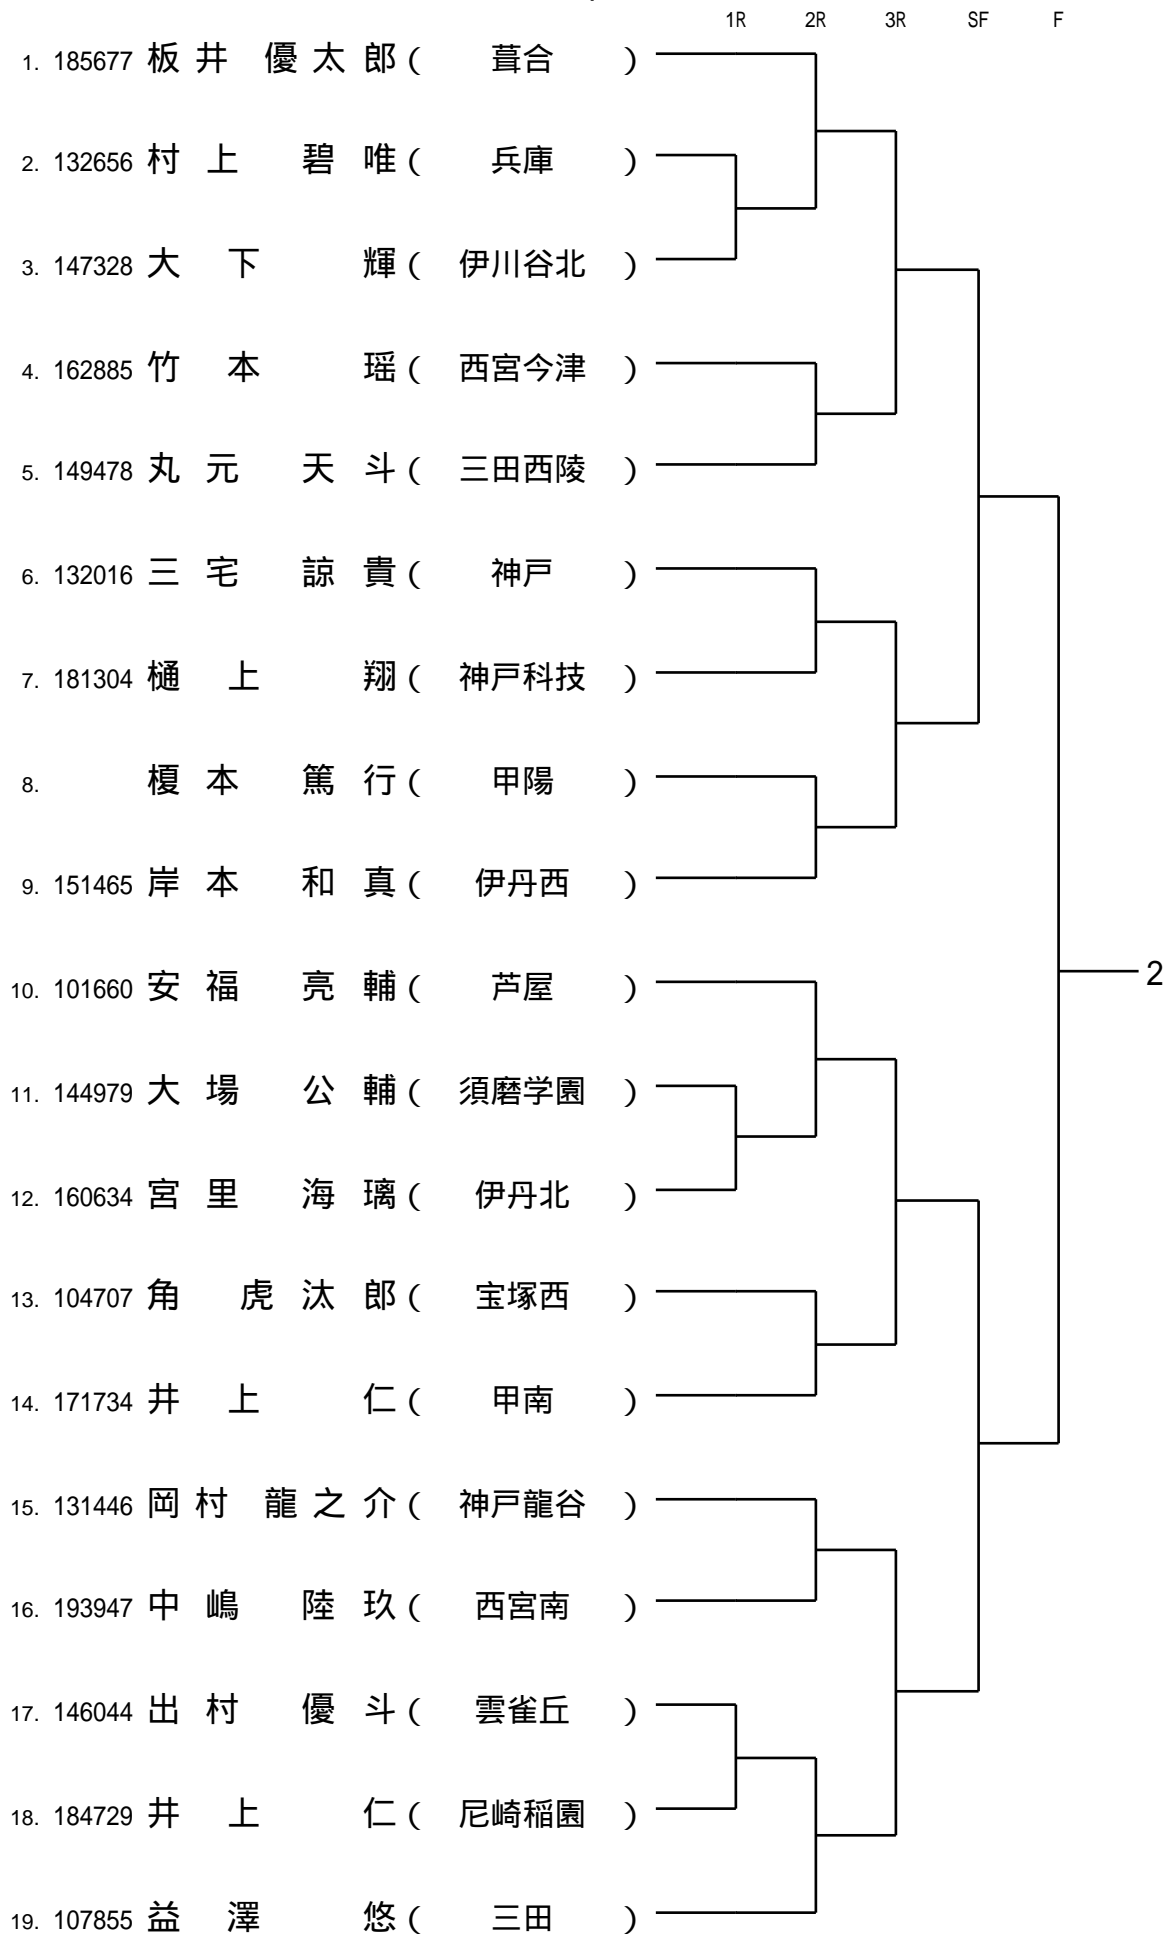 1R 2R 3R SF F
1. 185677 板井 優太郎 ( 葺合 )
2. 132656 村上 碧唯 ( 兵庫 )
3. 147328 大下 輝 ( 伊川谷北 )
4. 162885 竹本 瑶 ( 西宮今津 )
5. 149478 丸元 天斗 ( 三田西陵 )
6. 132016 三宅 諒貴 ( 神戸 )
7. 181304 樋上 翔 ( 神戸科技 )
8. 榎本 篤行 ( 甲陽 )
9. 151465 岸本 和真 ( 伊丹西 )
2
10. 101660 安福 亮輔 ( 芦屋 )
11. 144979 大場 公輔 ( 須磨学園 )
12. 160634 宮里 海璃 ( 伊丹北 )
13. 104707 角 虎汰郎 ( 宝塚西 )
14. 171734 井上 仁 ( 甲南 )
15. 131446 岡村 龍之介 ( 神戸龍谷 )
16. 193947 中嶋 陸玖 ( 西宮南 )
17. 146044 出村 優斗 ( 雲雀丘 )
18. 184729 井上 仁 ( 尼崎稲園 )
19. 107855 益澤 悠 ( 三田 )